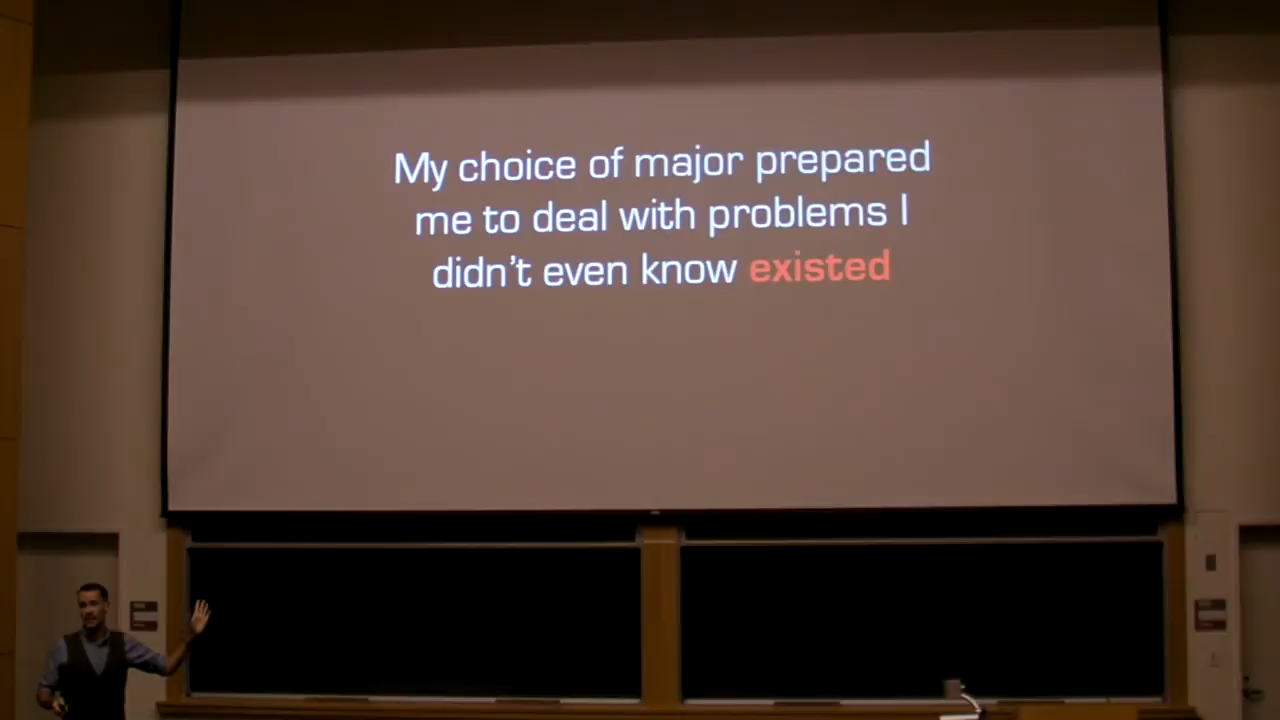 My choice of major prepared
me to deal with problems I
didn't even know existed